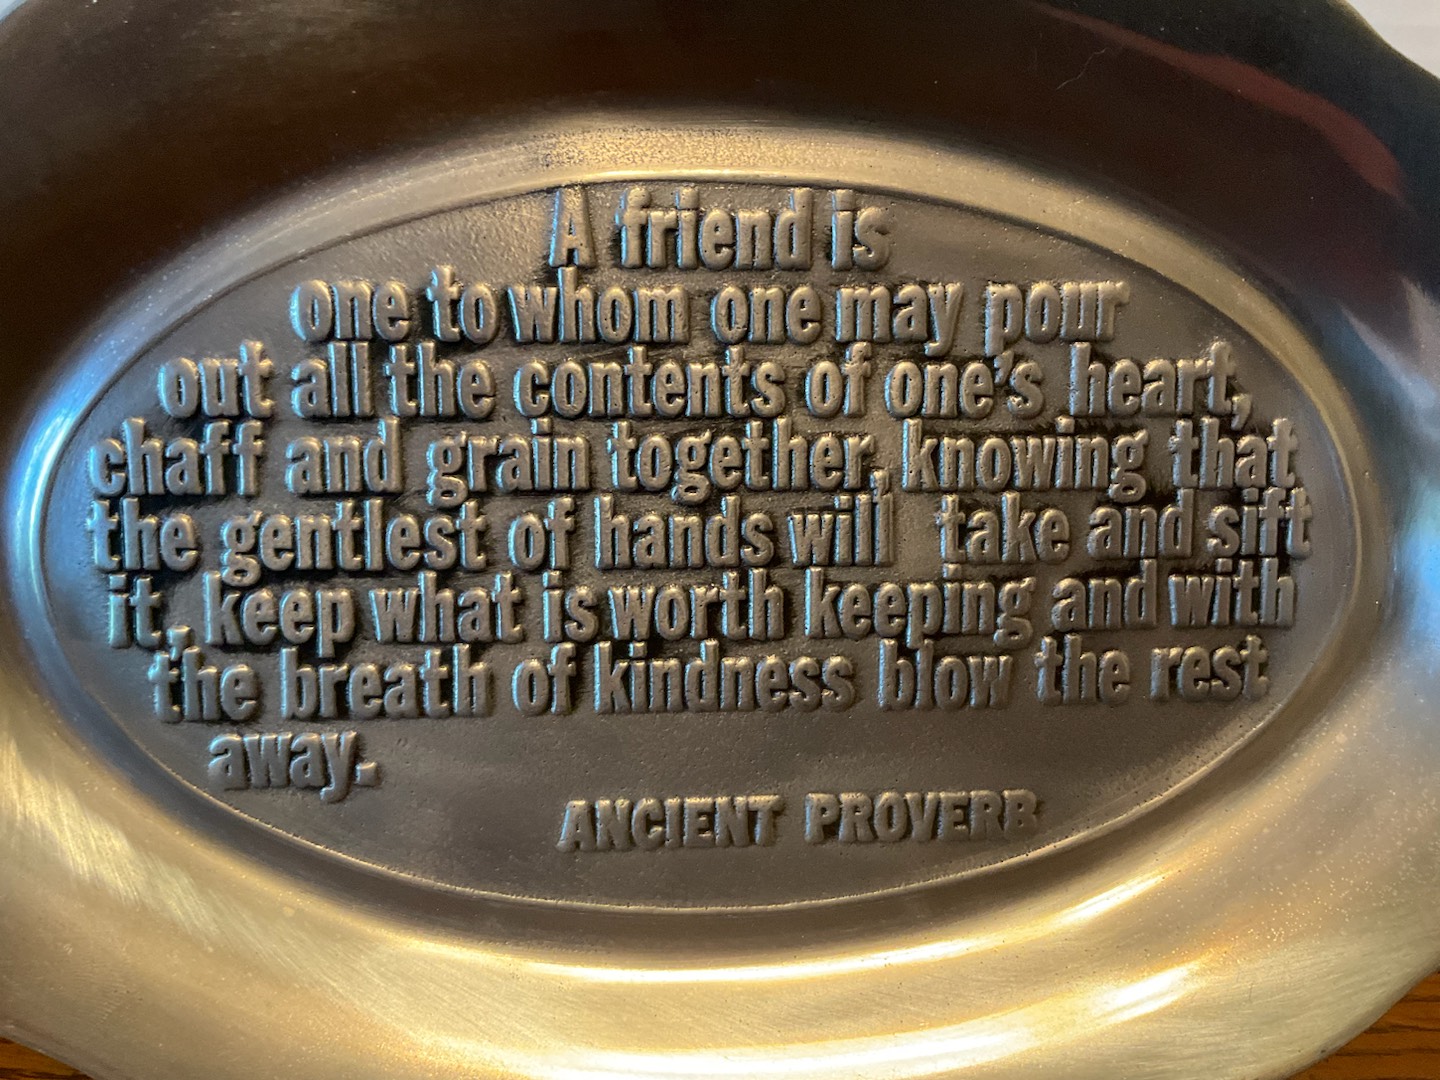 A friend is
one to whom one may pour
out all the contents of one's heart,
chaff and grain together, knowing that
the gentlest of hands will take and sift
it, keep what is worth keeping and with
the breath of kindness blow the rest
away.
ANCIENT PROVERB